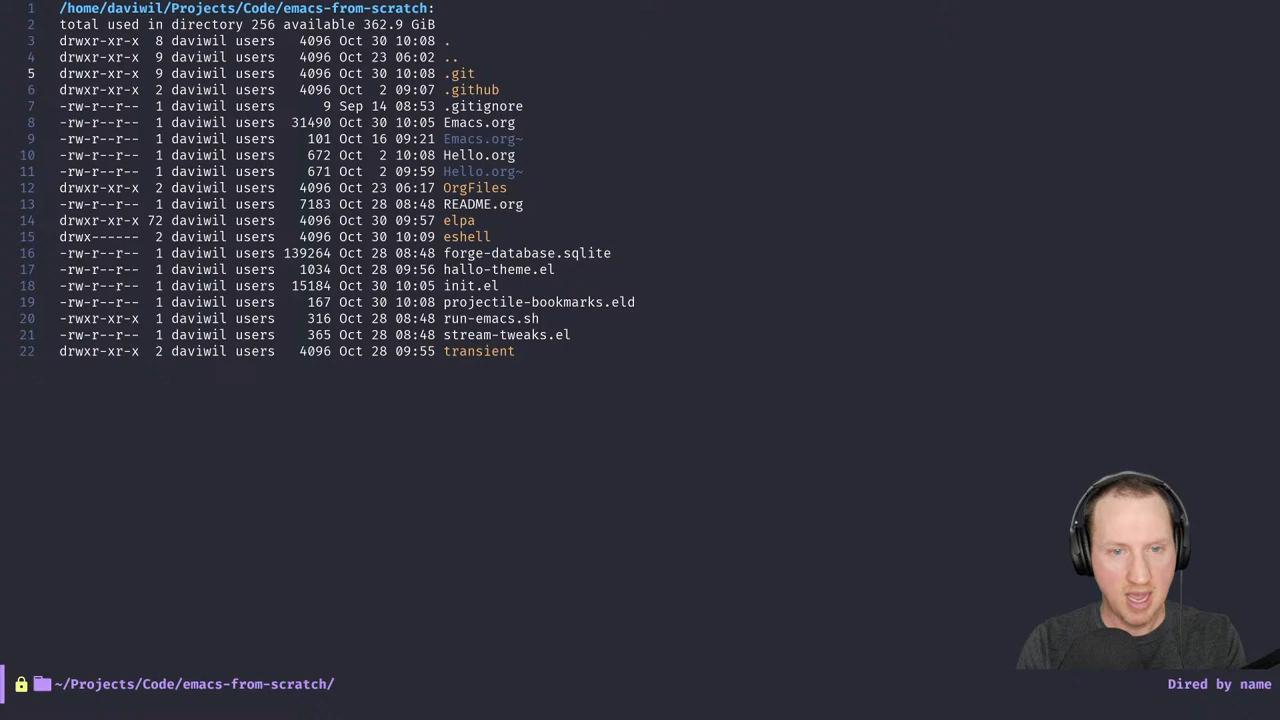 1 /home/daviwil/Projects/Code/emacs-from-scratch:
2 total used in directory 256 available 362.9 GiB
3 drwxr-xr-x 8 daviwil users 4096 Oct 30 10:08 .
4 drwxr-xr-x 9 daviwil users 4096 Oct 23 06:02 ..
5 drwxr-xr-x 9 daviwil users 4096 Oct 30 10:08 .git
6 drwxr-xr-x 2 daviwil users 4096 Oct 2 09:07 .github
7 -rw-r--r-- 1 daviwil users 9 Sep 14 08:53 .gitignore
8 -rw-r--r-- 1 daviwil users 31490 Oct 30 10:05 Emacs.org
9 -rw-r--r-- 1 daviwil users 101 Oct 16 09:21 Emacs.org~
10 -rw-r--r-- 1 daviwil users 672 Oct 2 10:08 Hello.org
11 -rw-r--r-- 1 daviwil users 671 Oct 2 09:59 Hello.org~
12 drwxr-xr-x 2 daviwil users 4096 Oct 23 06:17 OrgFiles
13 -rw-r--r-- 1 daviwil users 7183 Oct 28 08:48 README.org
14 drwxr-xr-x 72 daviwil users 4096 Oct 30 09:57 elpa
15 drwx------ 2 daviwil users 4096 Oct 30 10:09 eshell
16 -rw-r--r-- 1 daviwil users 139264 Oct 28 08:48 forge-database.sqlite
17 -rw-r--r-- 1 daviwil users 1034 Oct 28 09:56 hallo-theme.el
18 -rw-r--r-- 1 daviwil users 15184 Oct 30 10:05 init.el
19 -rw-r--r-- 1 daviwil users 167 Oct 30 10:08 projectile-bookmarks.eld
20 -rwxr-xr-x 1 daviwil users 316 Oct 28 08:48 run-emacs.sh
21 -rw-r--r-- 1 daviwil users 365 Oct 28 08:48 stream-tweaks.el
22 drwxr-xr-x 2 daviwil users 4096 Oct 28 09:55 transient
~/Projects/Code/emacs-from-scratch/ Dired by name